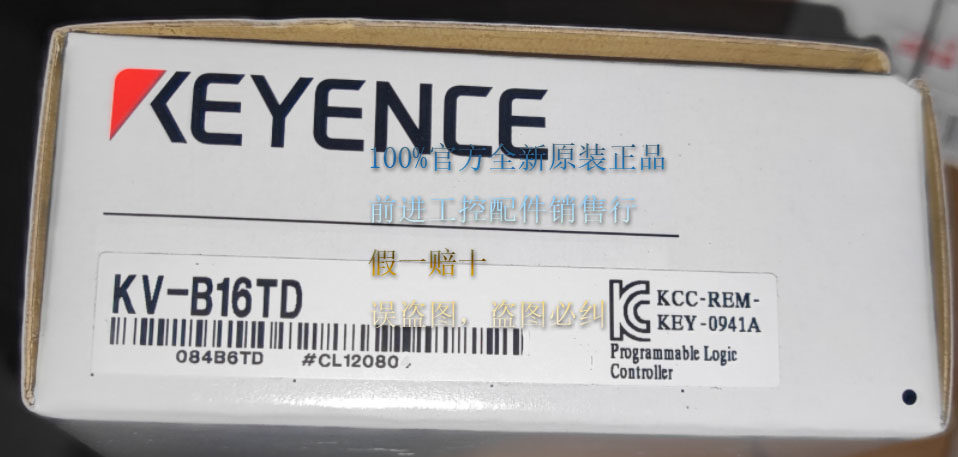 KEYENCE
100%官方全新原装正品
前进工控配件销售行
假一赔十
误盗图，盗图必纠
KV-B16TD
084B6TD #CL12080
KC
KCC-REM-
KEY-0941A
Programmable Logic
Controller